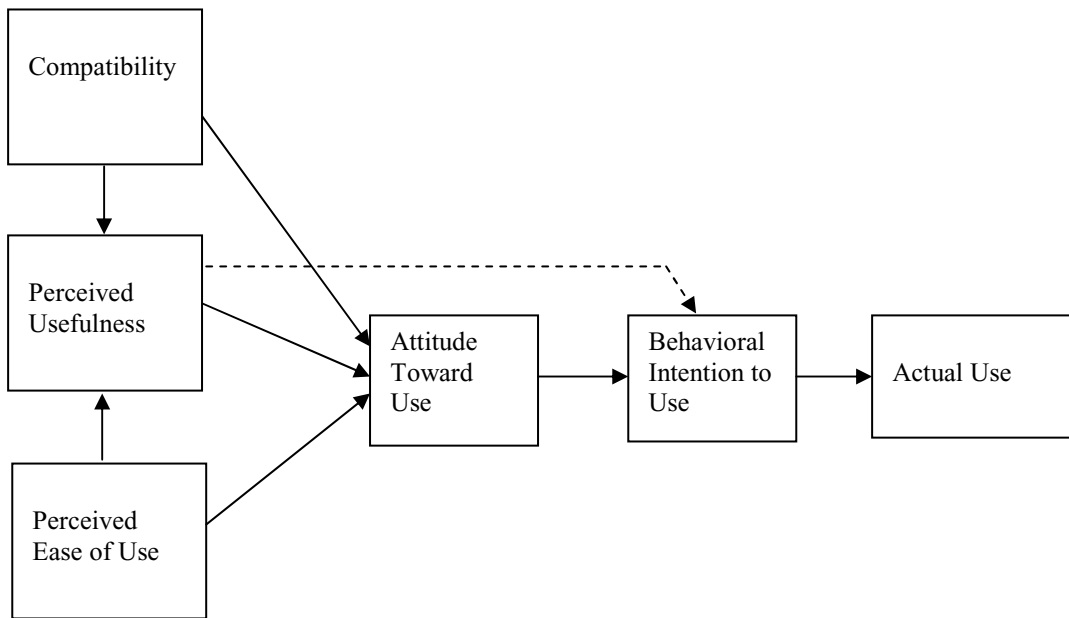 Compatibility
Perceived
Usefulness
Perceived
Ease of Use
Attitude
Toward
Use
Behavioral
Intention to
Use
Actual Use